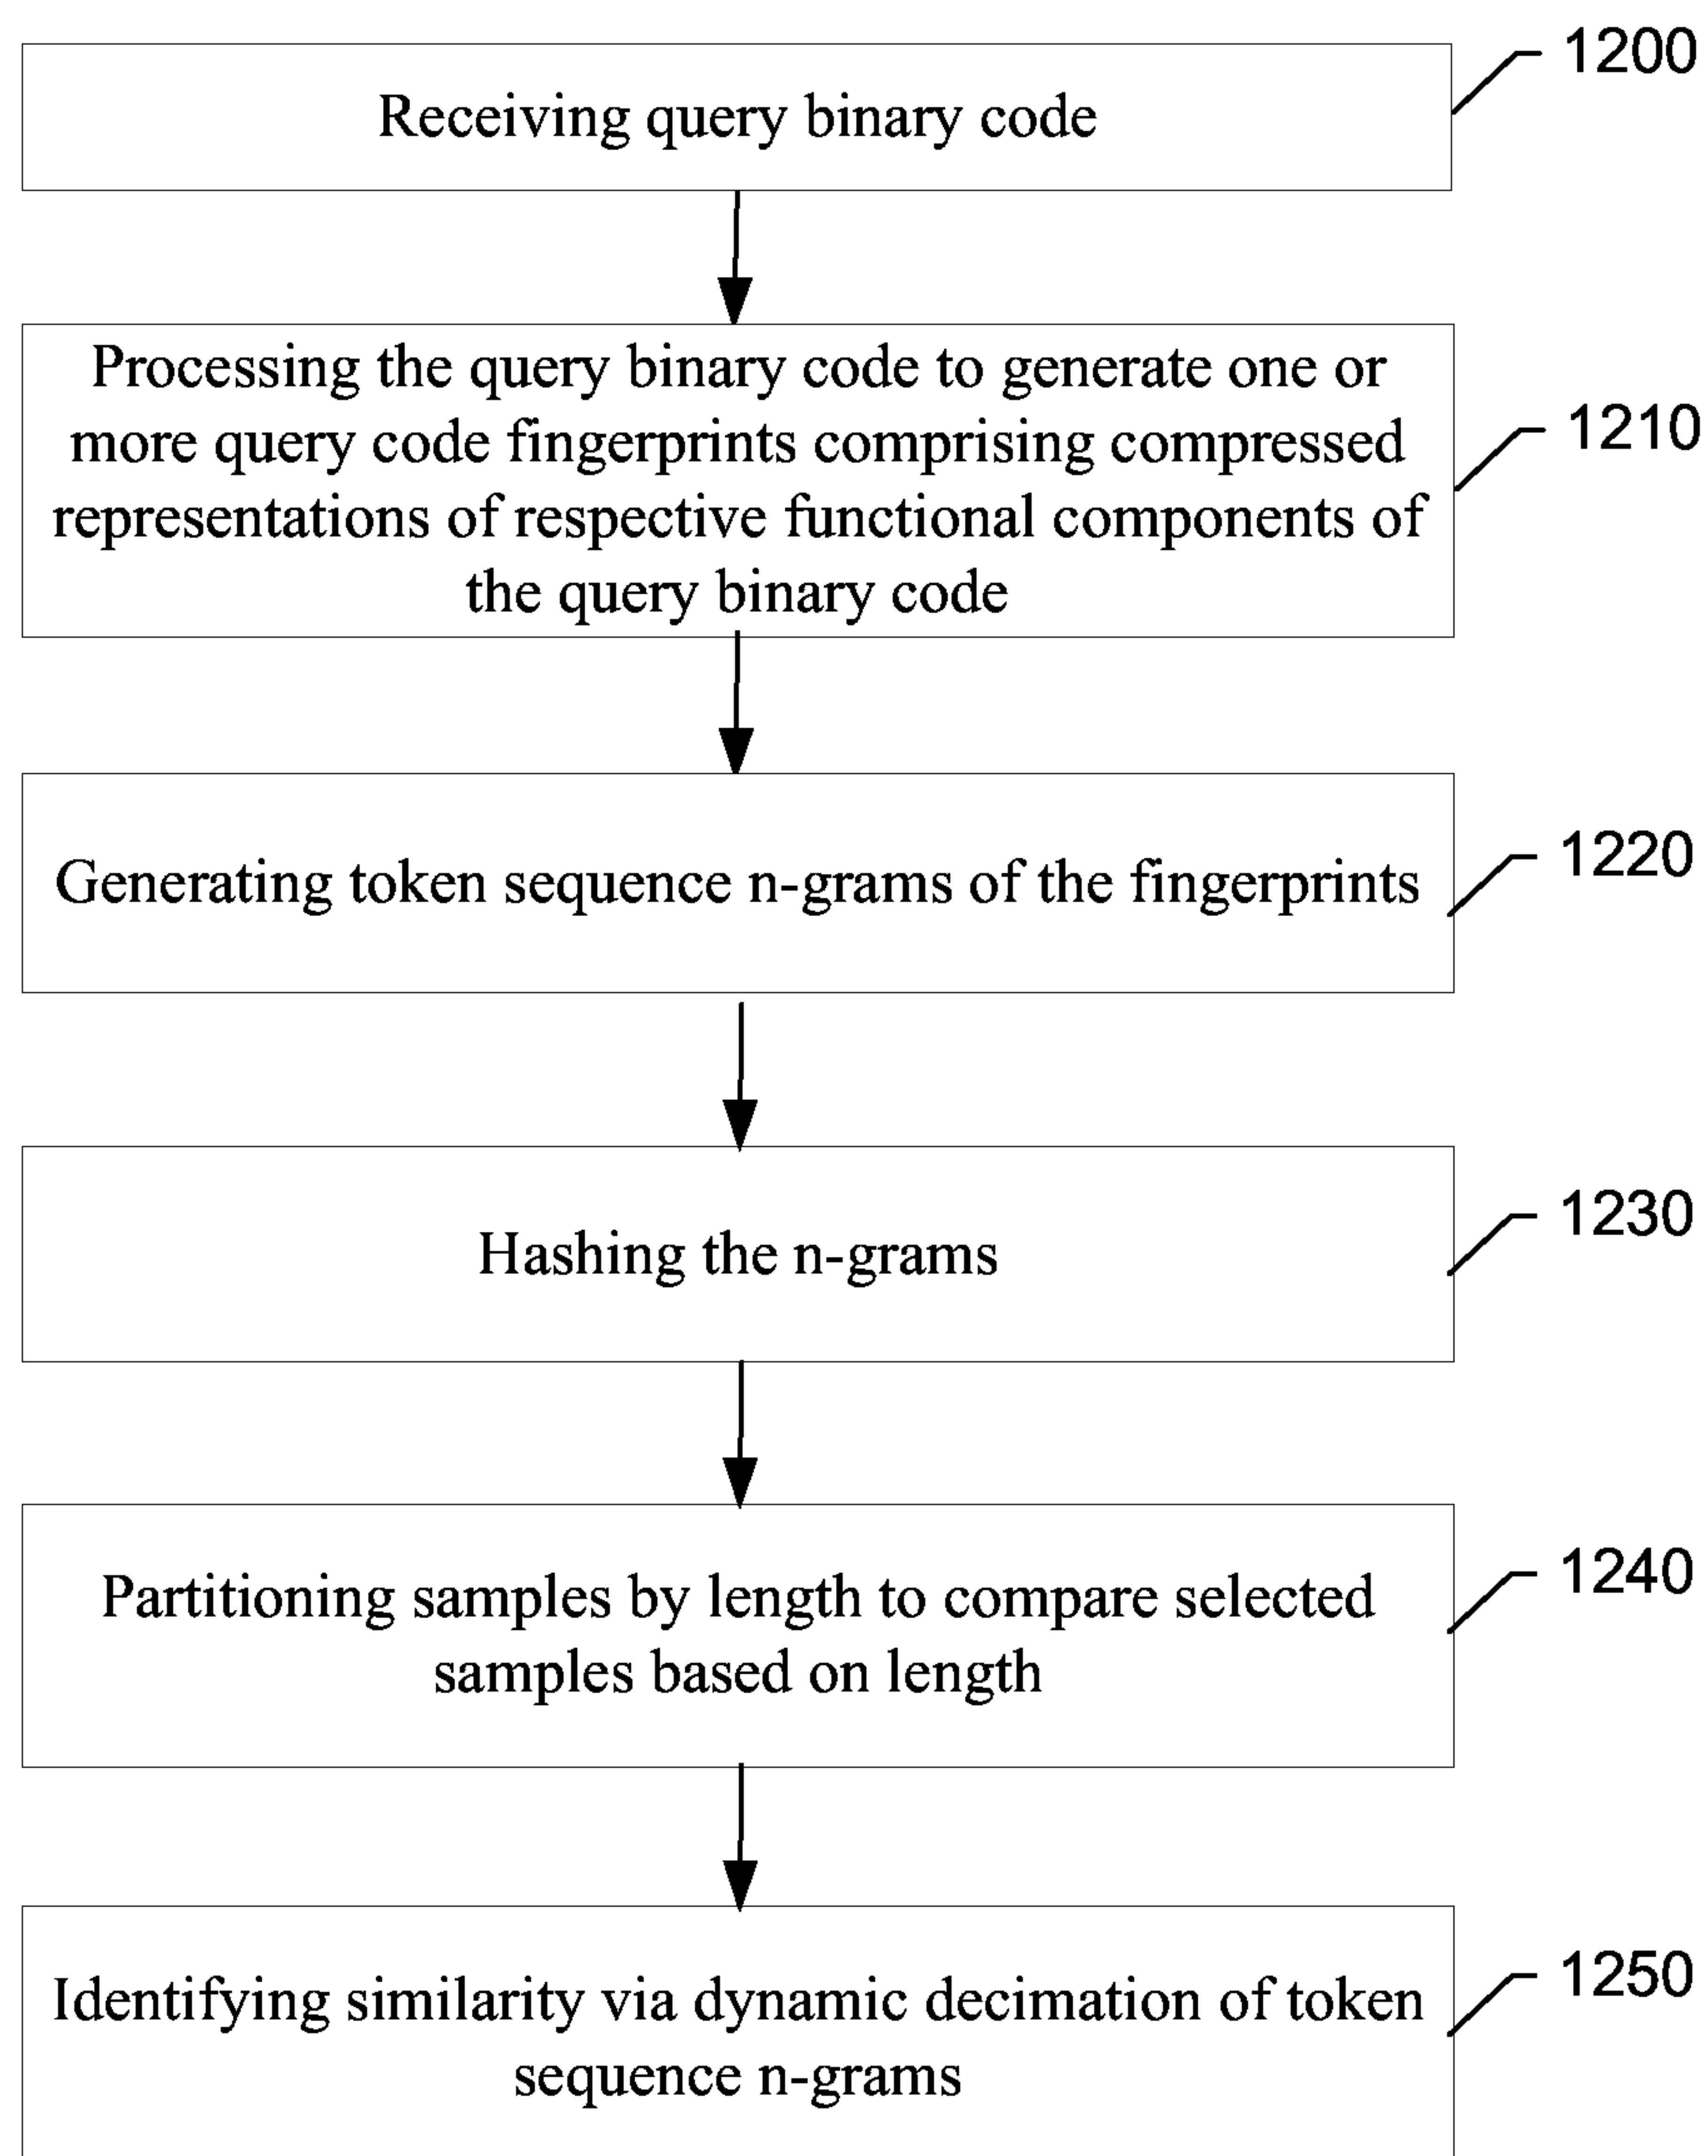 1200
Receiving query binary code
Processing the query binary code to generate one or
more query code fingerprints comprising compressed
1210
representations of respective functional components of
the query binary code
1220
Generating token sequence n-grams of the fingerprints
1230
Hashing the n-grams
1240
Partitioning samples by length to compare selected
samples based on length
1250
Identifying similarity via dynamic decimation of token
sequence n-grams